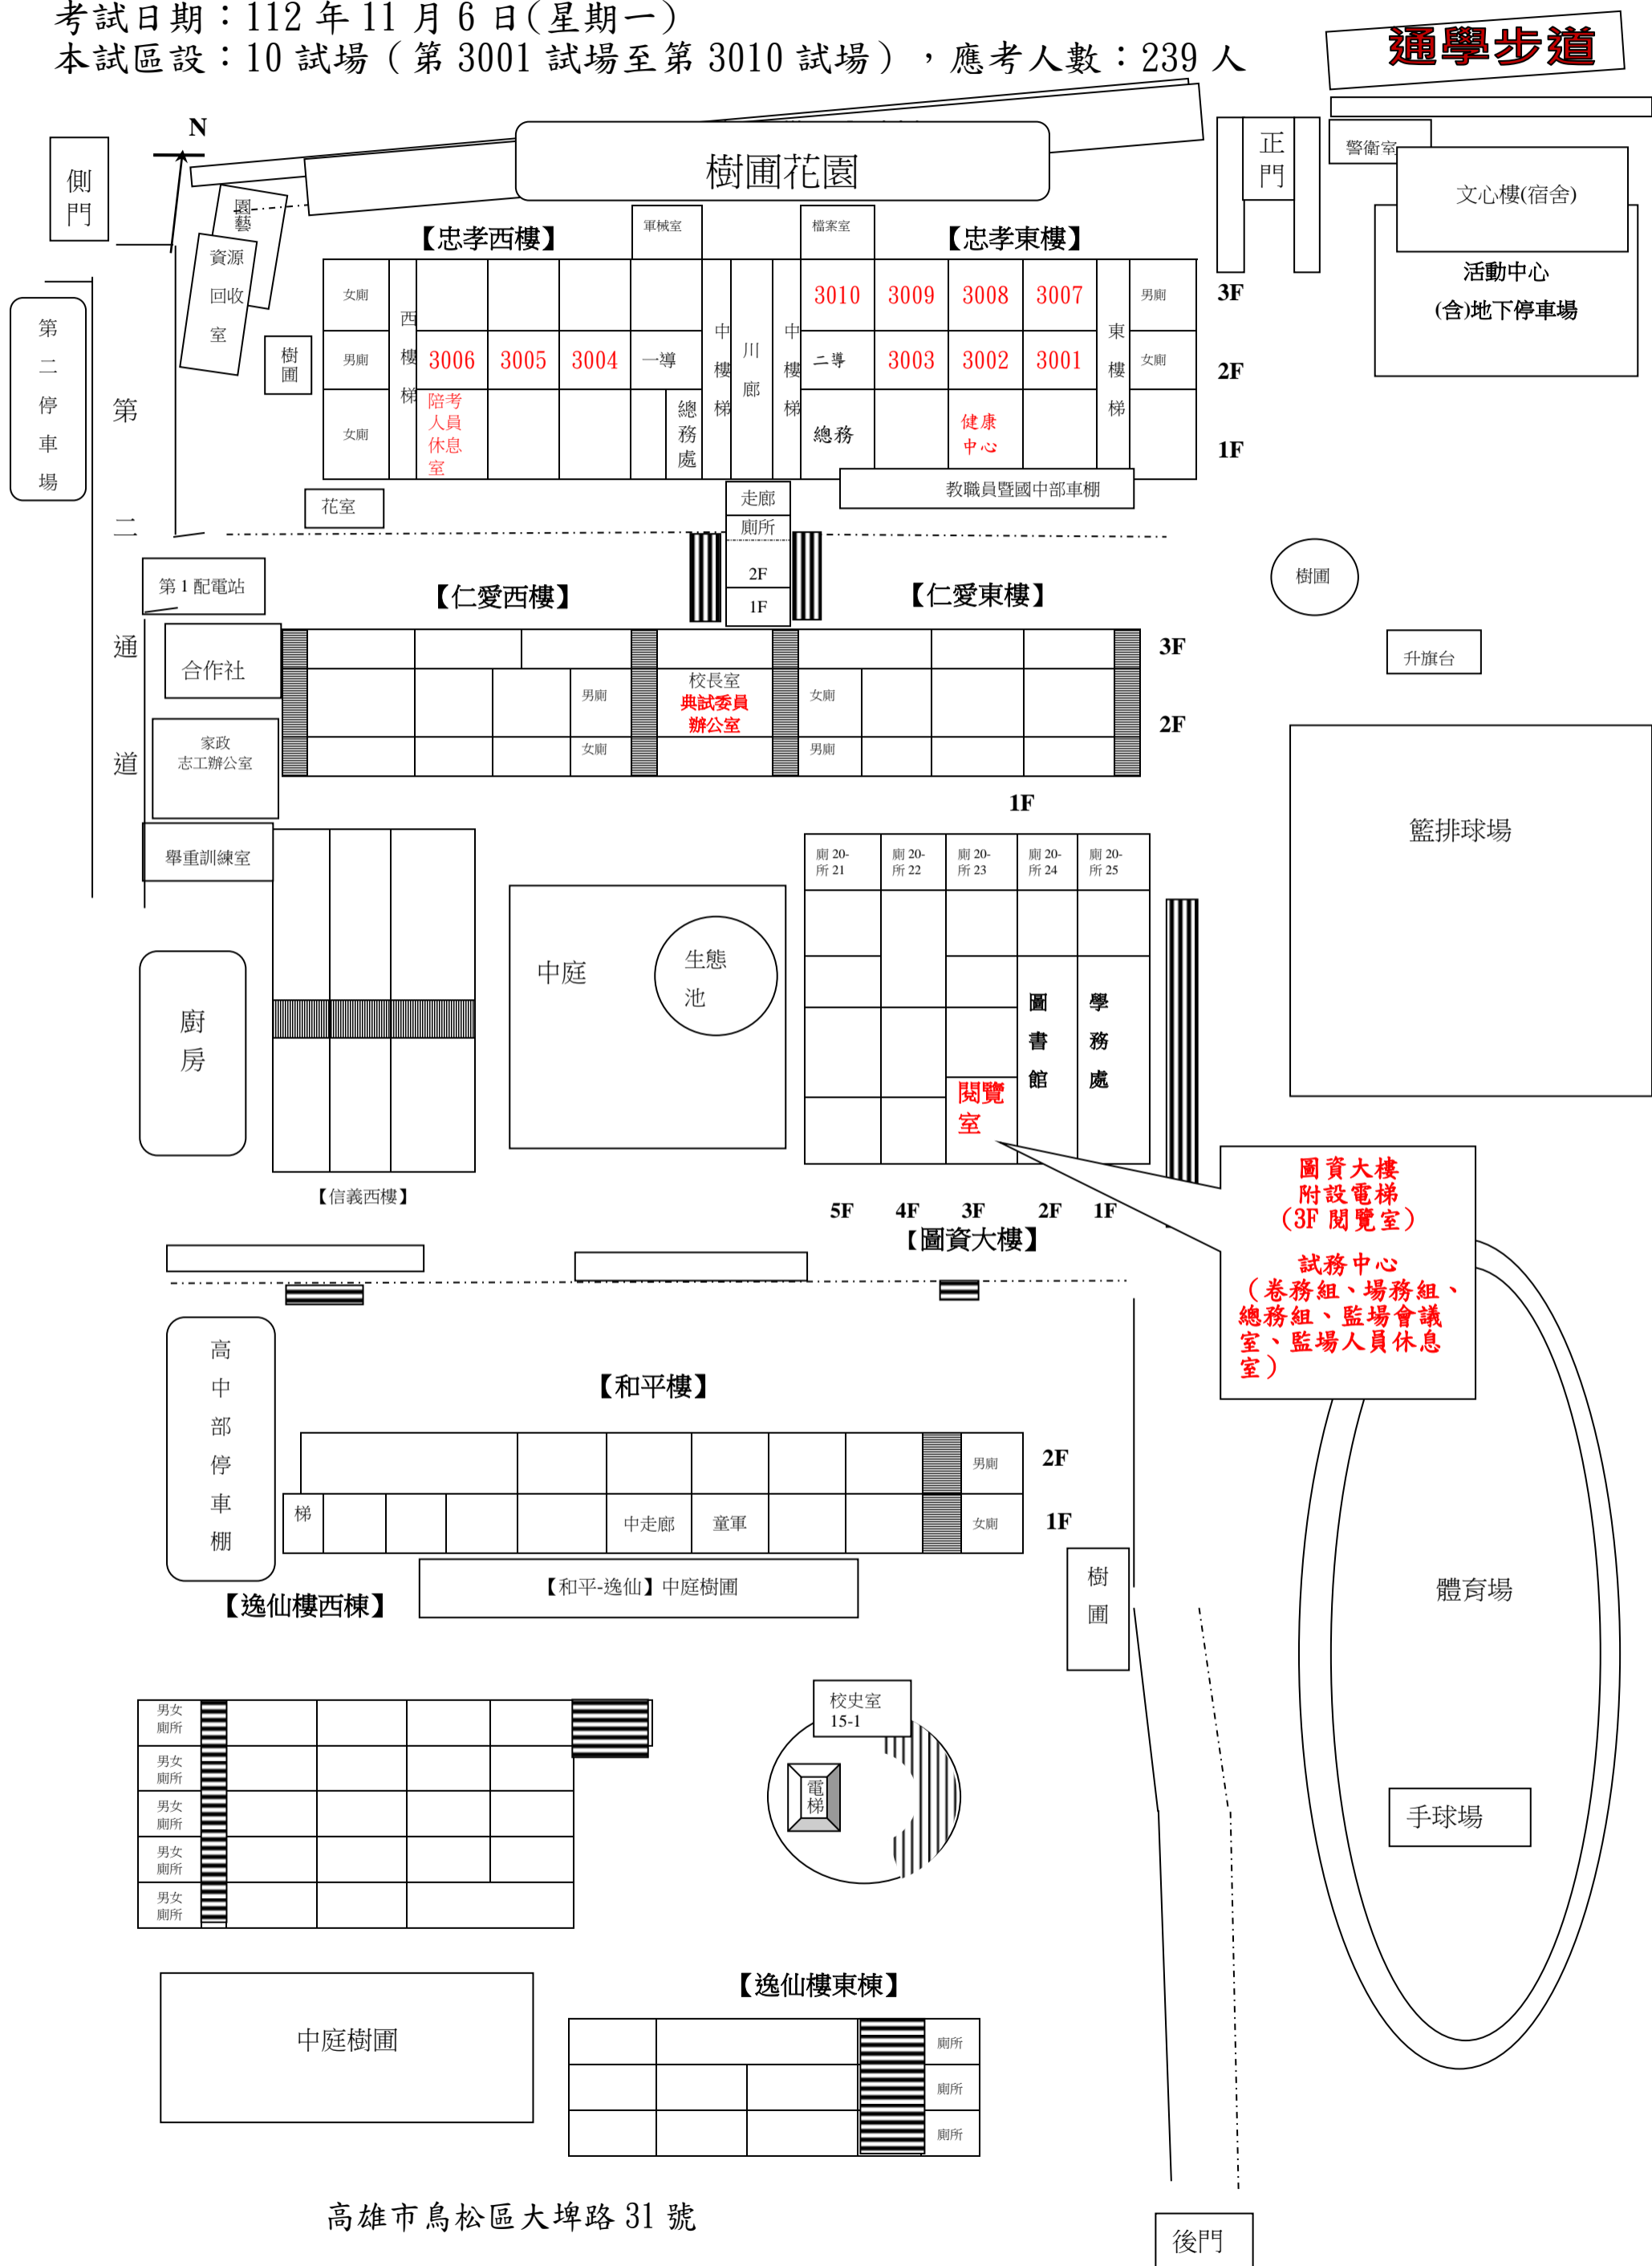 考試日期：112 年 11 月 6 日(星期一)
本試區設：10 試場（第 3001 試場至第 3010 試場），應考人數：239 人
通學步道
N
側門
樹圃花園
正門
警衛室
文心樓(宿舍)
活動中心
(含)地下停車場
園藝
資源
回收
室
【忠孝西樓】
軍械室
檔案室
【忠孝東樓】
女廁
3010
3009
3008
3007
男廁
3F
西樓梯
中樓梯
川廊
中樓梯
東樓梯
樹圃
男廁
3006
3005
3004
一導
二導
3003
3002
3001
女廁
2F
女廁
陪考
人員
休息
室
總務處
總務
健康
中心
1F
第二停車場
第二通道
花室
走廊
廁所
2F
1F
教職員暨國中部車棚
第 1 配電站
【仁愛西樓】
【仁愛東樓】
樹圃
合作社
3F
升旗台
男廁
校長室
典試委員
辦公室
女廁
2F
家政
志工辦公室
女廁
男廁
1F
舉重訓練室
籃排球場
廁 20-
所 21
廁 20-
所 22
廁 20-
所 23
廁 20-
所 24
廁 20-
所 25
中庭
生態
池
廚房
圖書館
學務處
閱覽
室
【信義西樓】
5F
4F
3F
2F
1F
【圖資大樓】
圖資大樓
附設電梯
（3F 閱覽室）
試務中心
（卷務組、場務組、
總務組、監場會議
室、監場人員休息
室）
高中部停車棚
【和平樓】
男廁
2F
梯
中走廊
童軍
女廁
1F
【和平-逸仙】中庭樹圃
樹圃
體育場
【逸仙樓西棟】
男女
廁所
男女
廁所
男女
廁所
男女
廁所
男女
廁所
校史室
15-1
電梯
手球場
【逸仙樓東棟】
中庭樹圃
廁所
廁所
廁所
高雄市鳥松區大埤路 31 號
後門